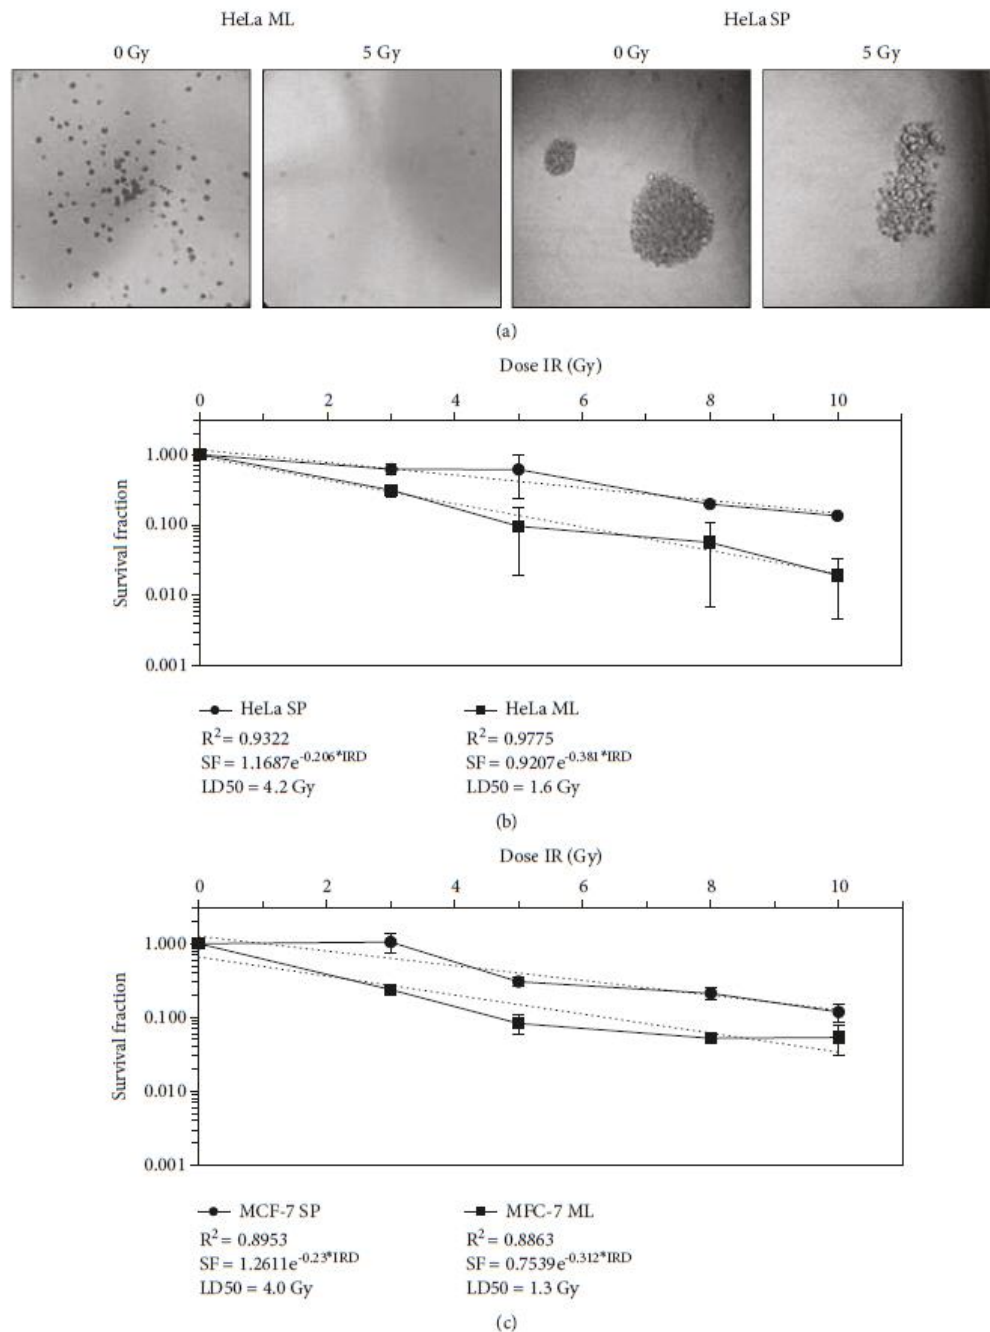 HeLa ML HeLa SP
0 Gy 5 Gy 0 Gy 5 Gy
(a)
Dose IR (Gy)
0 2 4 6 8 10
1.000
0.100
0.010
0.001
Survival fraction
HeLa SP HeLa ML
R² = 0.9322 R² = 0.9775
SF = 1.1687e^-0.206*IRD SF = 0.9207e^-0.381*IRD
LD50 = 4.2 Gy LD50 = 1.6 Gy
(b)
Dose IR (Gy)
0 2 4 6 8 10
1.000
0.100
0.010
0.001
Survival fraction
MCF-7 SP MFC-7 ML
R² = 0.8953 R² = 0.8863
SF = 1.2611e^-0.23*IRD SF = 0.7539e^-0.312*IRD
LD50 = 4.0 Gy LD50 = 1.3 Gy
(c)